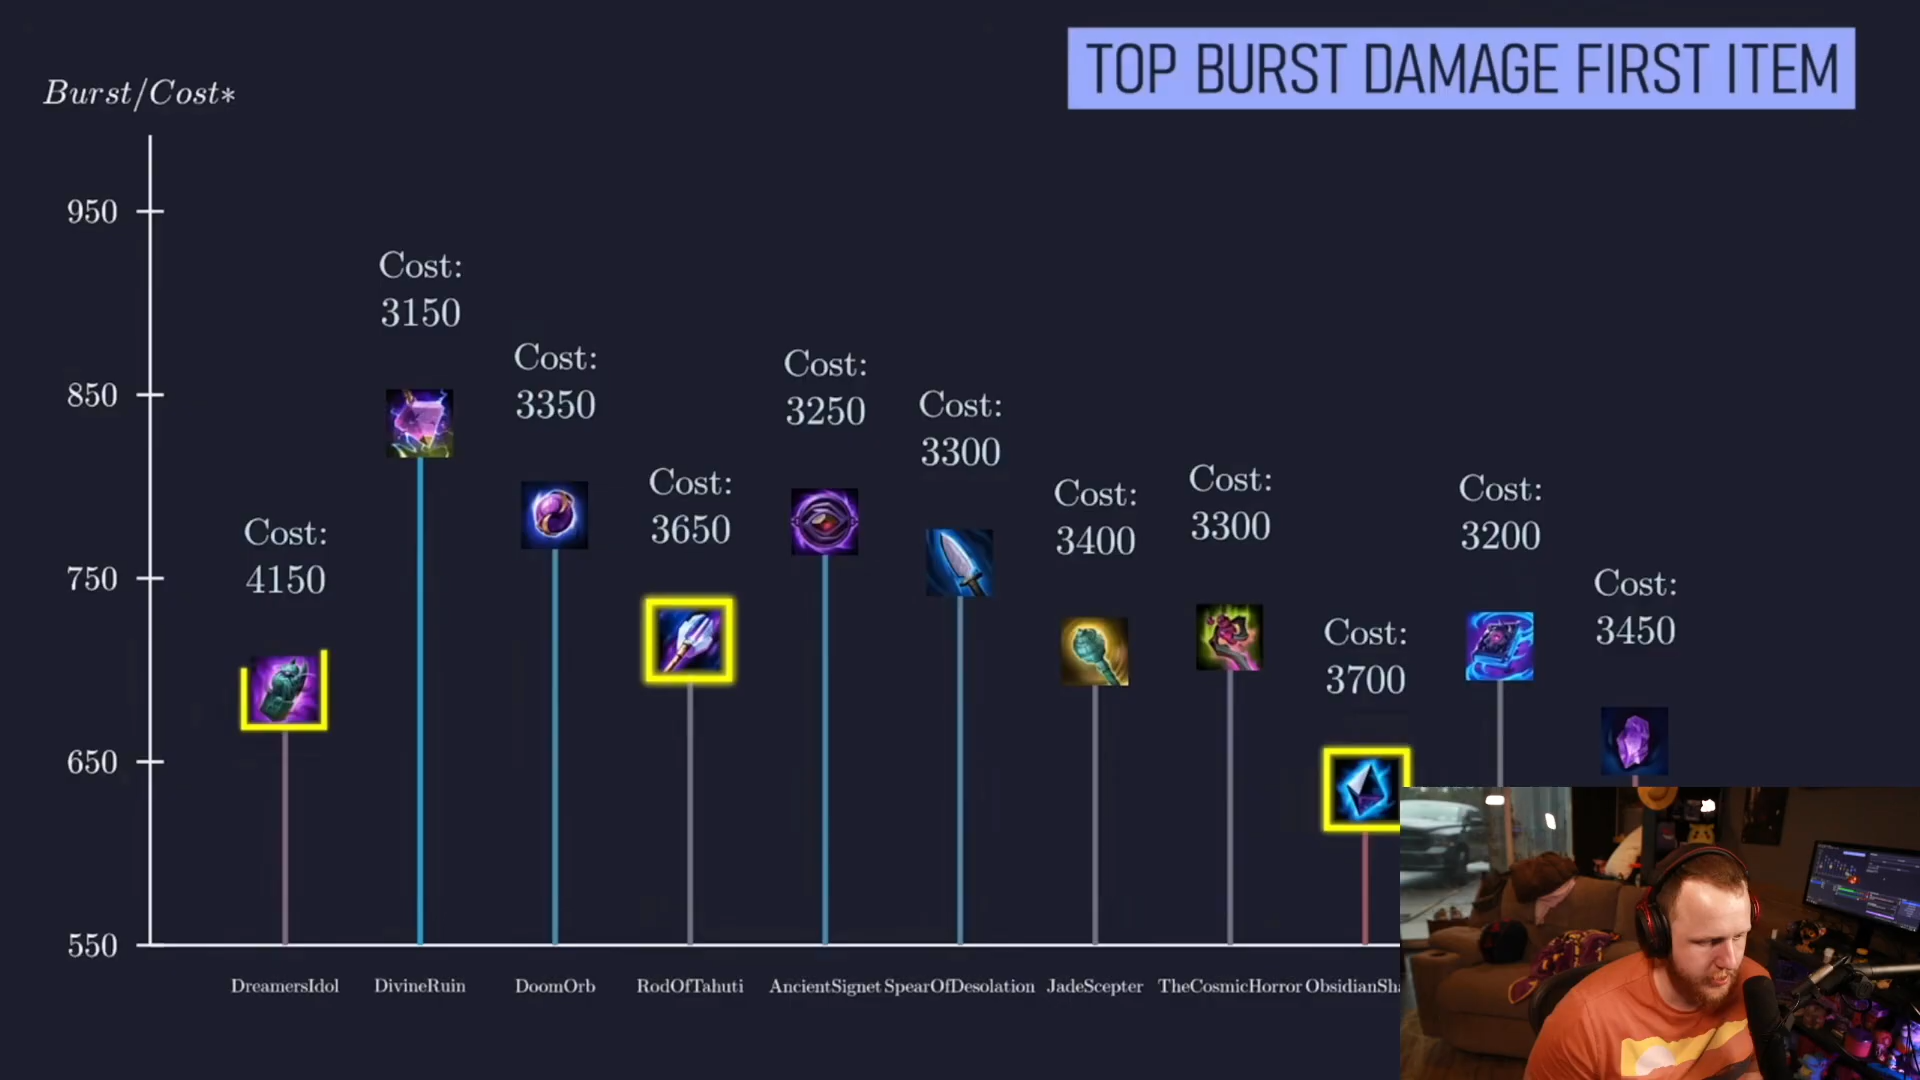 TOP BURST DAMAGE FIRST ITEM
Burst/Cost*
950
850
750
650
550
Cost:
4150
Cost:
3150
Cost:
3350
Cost:
3650
Cost:
3250
Cost:
3300
Cost:
3400
Cost:
3300
Cost:
3700
Cost:
3200
Cost:
3450
DreamersIdol
DivineRuin
DoomOrb
RodOfTahuti
AncientSignet
SpearOfDesolation
JadeScepter
TheCosmicHorror
ObsidianSha